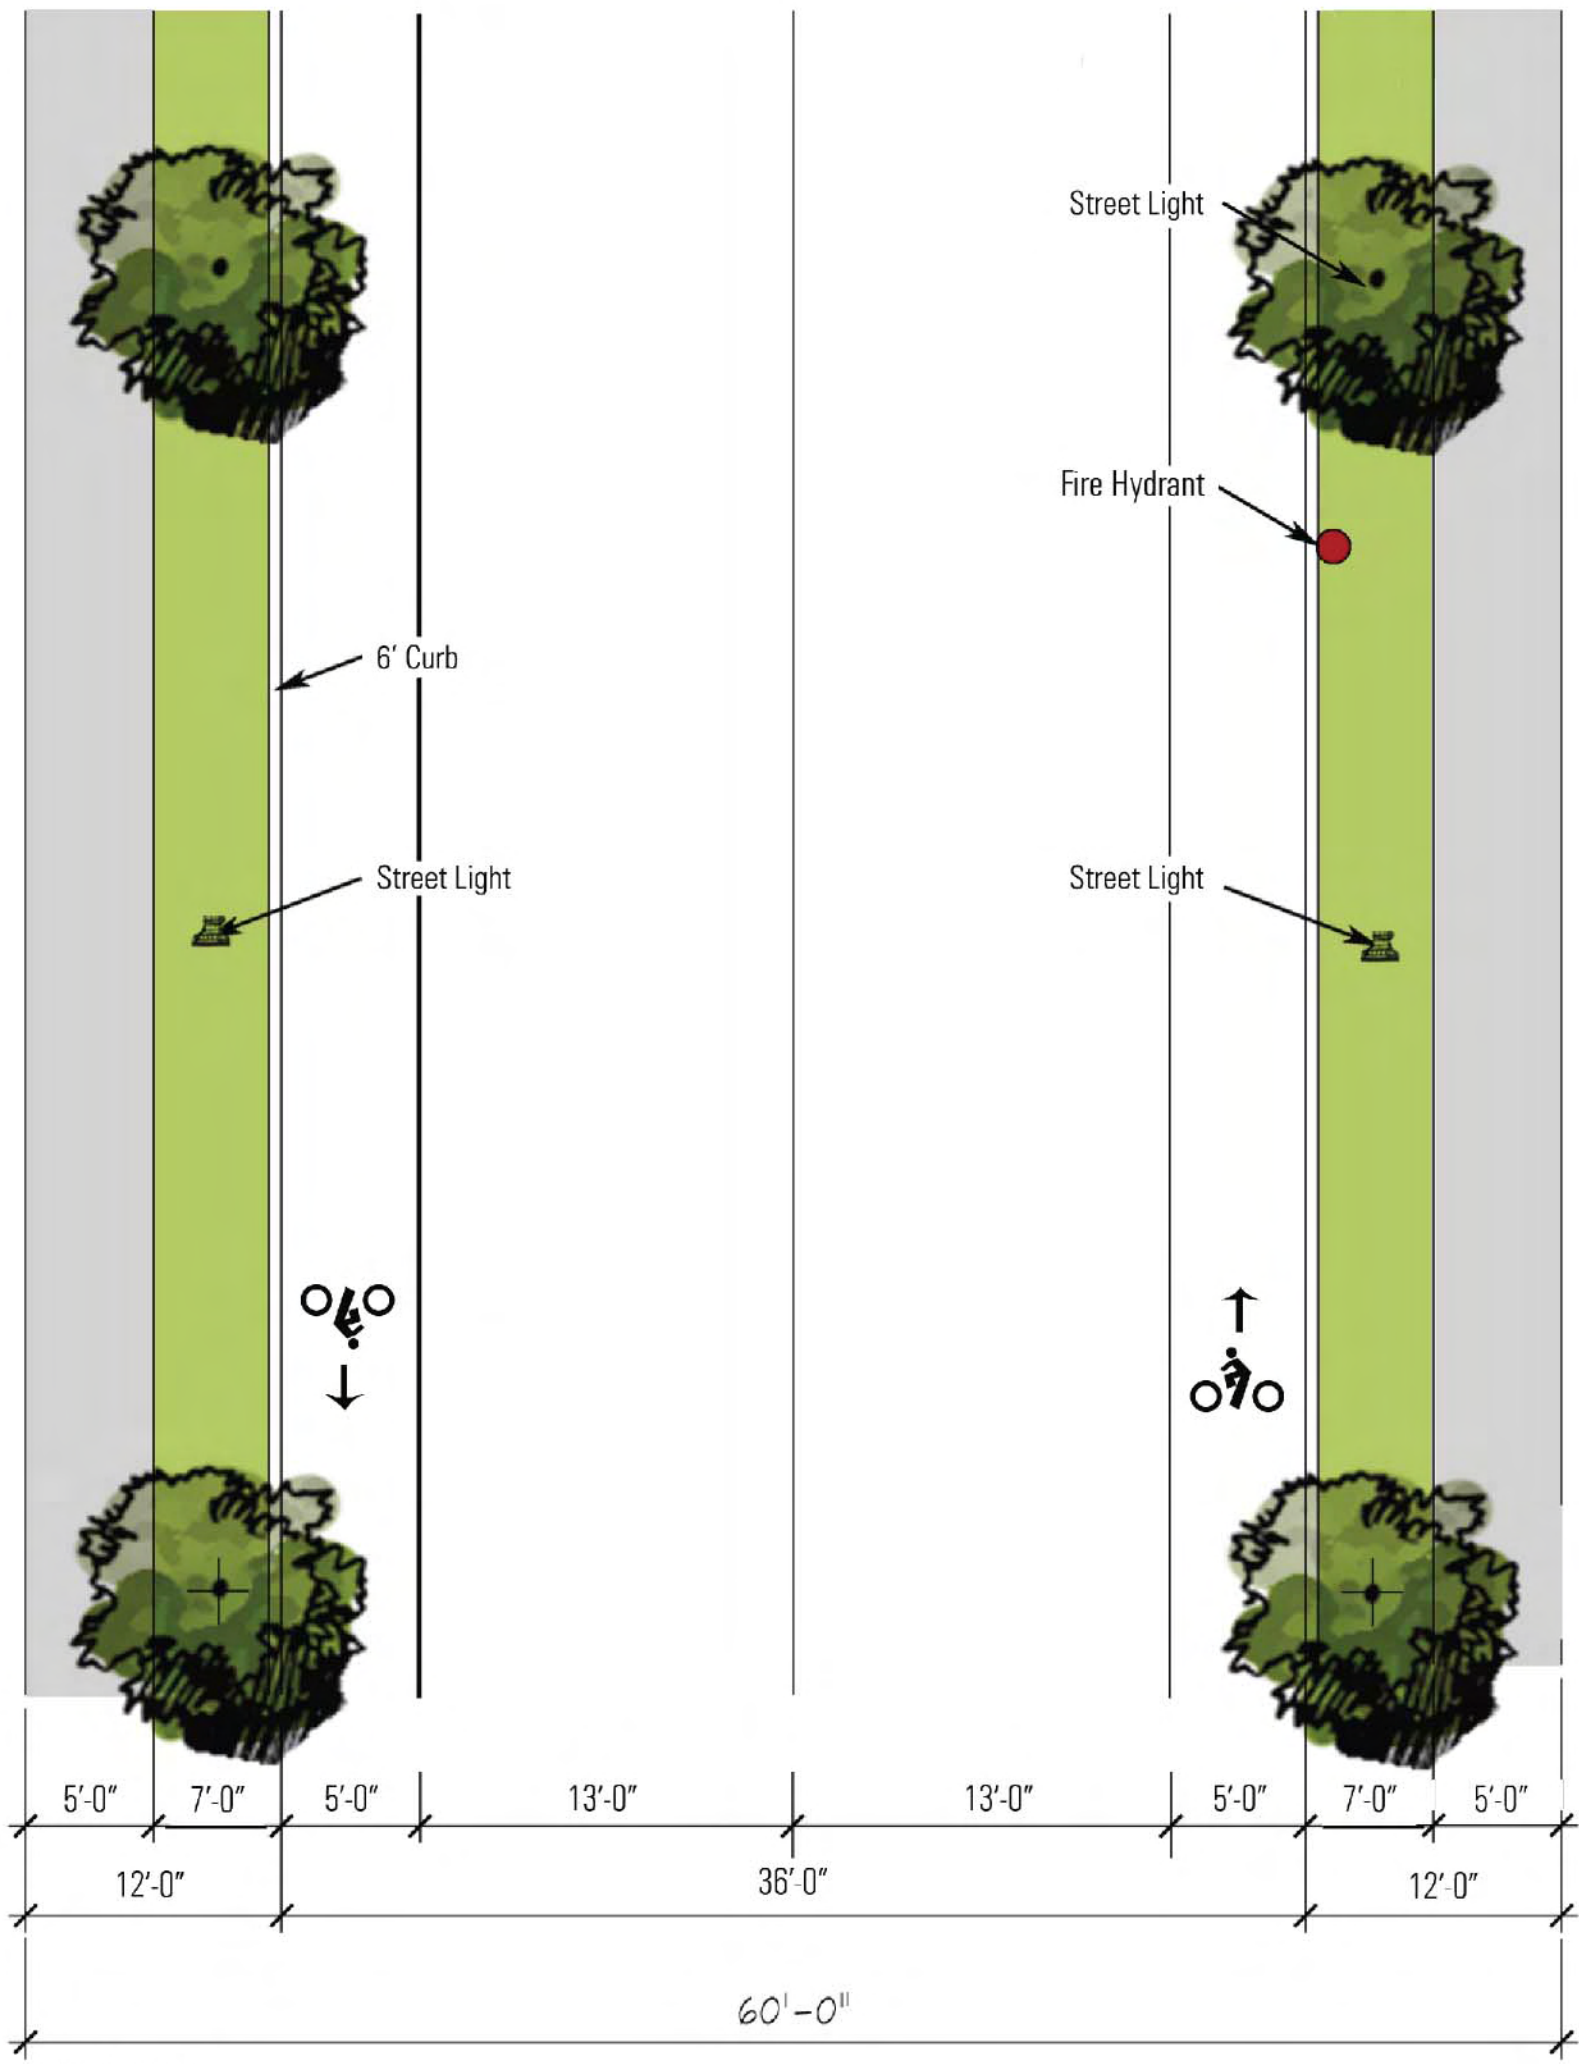 Street Light
Fire Hydrant
6′ Curb
Street Light
Street Light
5′-0″ 7′-0″ 5′-0″ 13′-0″ 13′-0″ 5′-0″ 7′-0″ 5′-0″
12′-0″ 36′-0″ 12′-0″
60'-0"